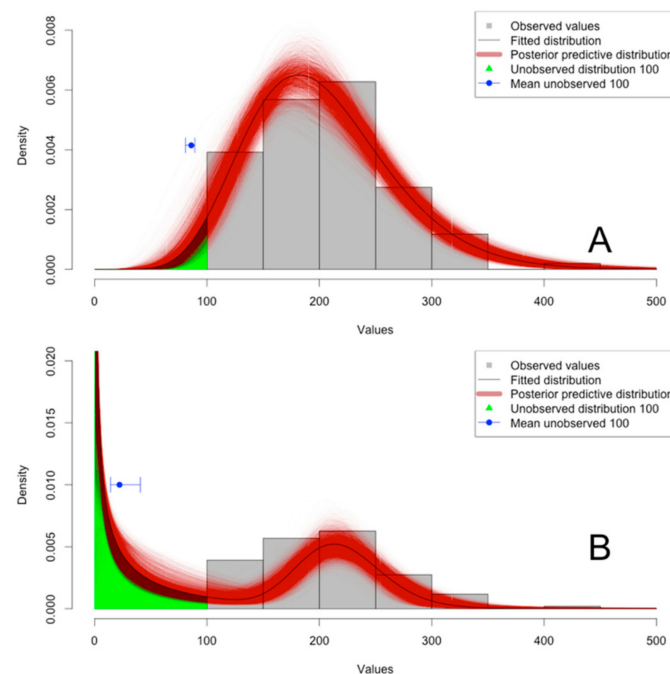 0.008
0.006
0.004
0.002
0.000
Density
Observed values
Fitted distribution
Posterior predictive distribution
Unobserved distribution 100
Mean unobserved 100
A
0
100
200
300
400
500
Values
0.020
0.015
0.010
0.005
0.000
Density
Observed values
Fitted distribution
Posterior predictive distribution
Unobserved distribution 100
Mean unobserved 100
B
0
100
200
300
400
500
Values